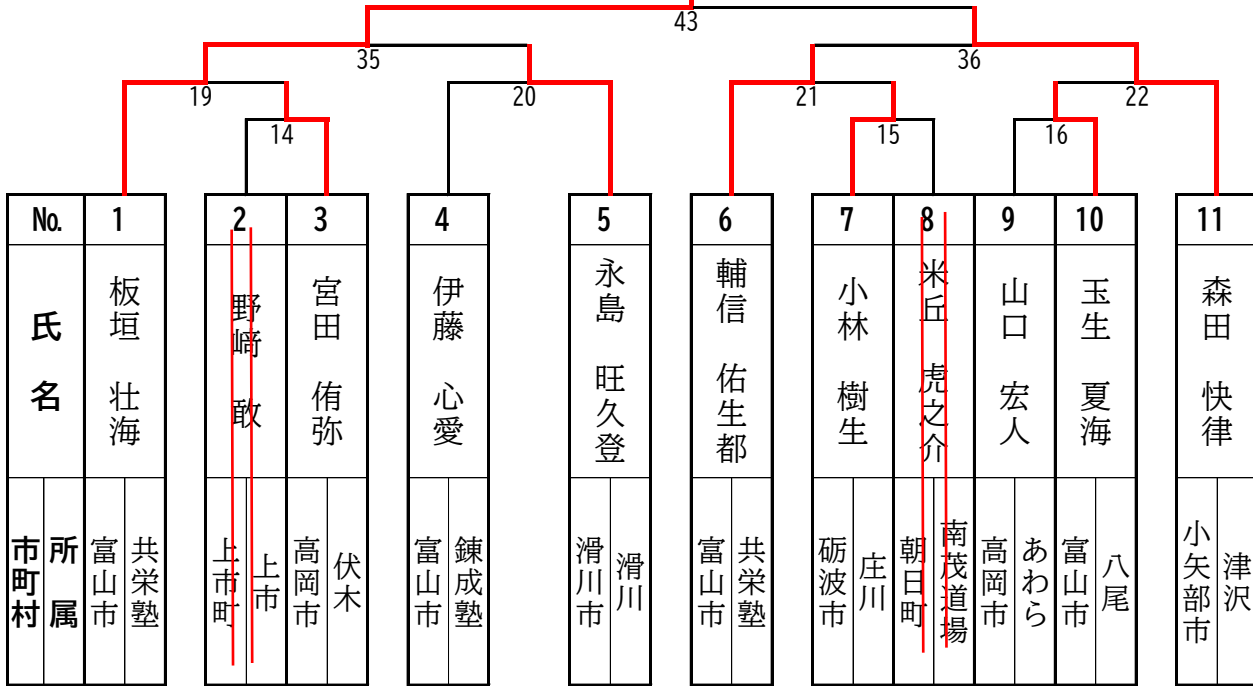 43
35
36
19
20
21
22
14
15
16
No. 1 2 3 4 5 6 7 8 9 10 11
氏名
板垣 壮海
野﨑 敢
宮田 侑弥
伊藤 心愛
永島 旺久登
輔信 佑生都
小林 樹生
米丘 虎之介
山口 宏人
玉生 夏海
森田 快律
所属
市町村
共栄塾
富山市
上市
上市町
伏木
高岡市
錬成塾
富山市
滑川
滑川市
共栄塾
富山市
庄川
砺波市
南茂道場
朝日町
あわら
高岡市
八尾
富山市
津沢
小矢部市